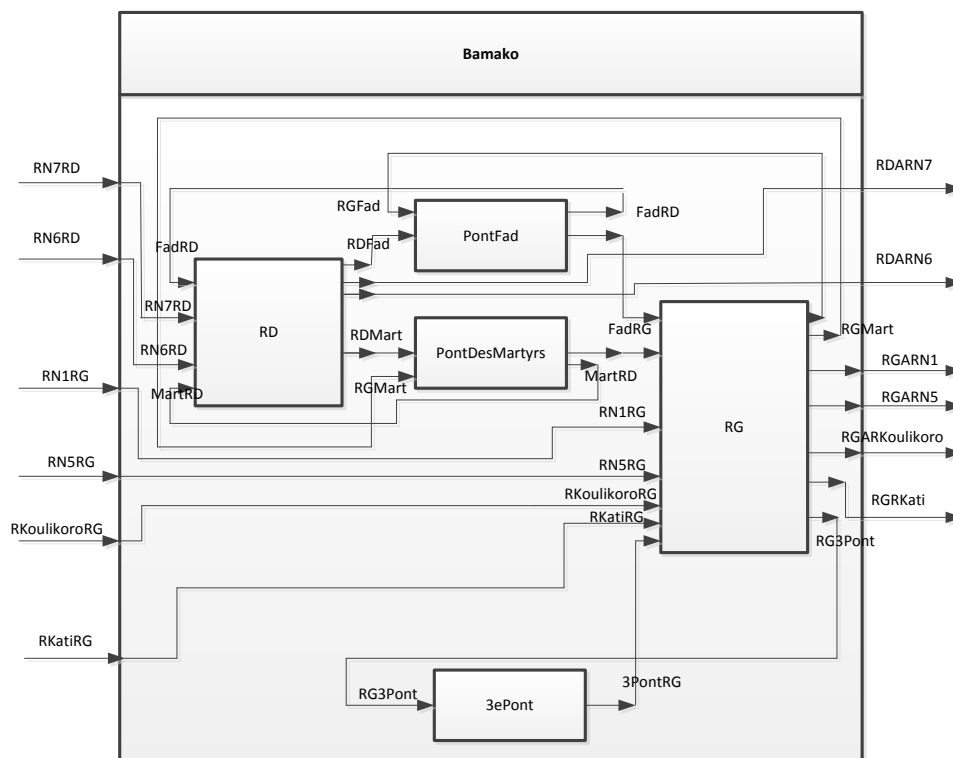 Bamako
RN7RD
RDARN7
RGFad
FadRD
PontFad
RN6RD
FadRD
RDFad
RDARN6
RN7RD
RD
RDMart
FadRG
RGMart
RN6RD
PontDesMartyrs
RGARN1
MartRD
RGMart
MartRD
RN1RG
RGARN5
RN1RG
RG
RGARKoulikoro
RN5RG
RN5RG
RKoulikoroRG
RGRKati
RKoulikoroRG
RKatiRG
RG3Pont
RKatiRG
RG3Pont
3ePont
3PontRG